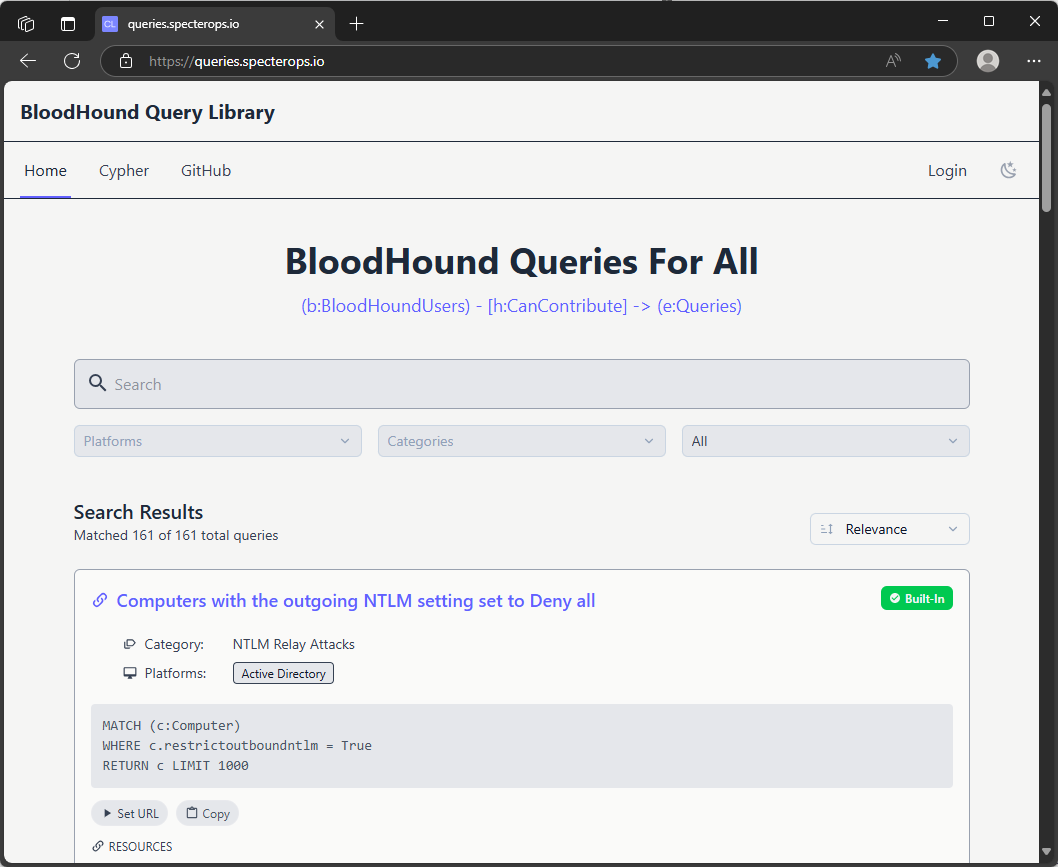 CL queries.specterops.io
https://queries.specterops.io
BloodHound Query Library
Home Cypher GitHub Login
BloodHound Queries For All
(b:BloodHoundUsers) - [h:CanContribute] -> (e:Queries)
Search
Platforms Categories All
Search Results
Matched 161 of 161 total queries
Relevance
Computers with the outgoing NTLM setting set to Deny all
Built-In
Category: NTLM Relay Attacks
Platforms: Active Directory
MATCH (c:Computer)
WHERE c.restrictoutboundntlm = True
RETURN c LIMIT 1000
Set URL Copy
RESOURCES